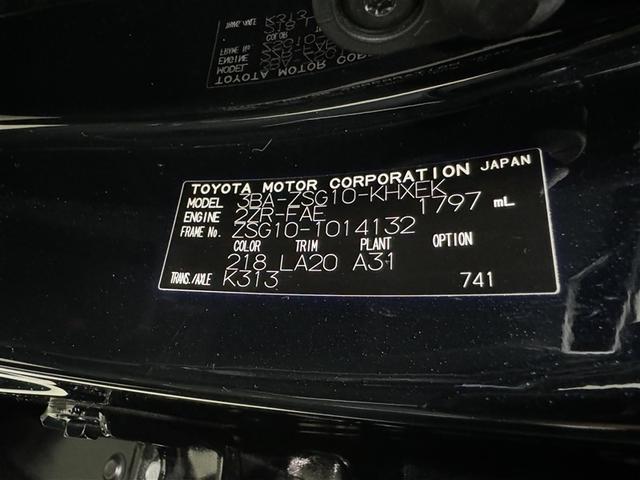 TOYOTA MOTOR CORPORATION JAPAN
MODEL 3BA-ZSG10-KHXEK
ENGINE 2ZR-FAE 1797 mL
FRAME No. ZSG10-1014132
COLOR TRIM PLANT OPTION
218 LA20 A31
TRANS./AXLE K313 741